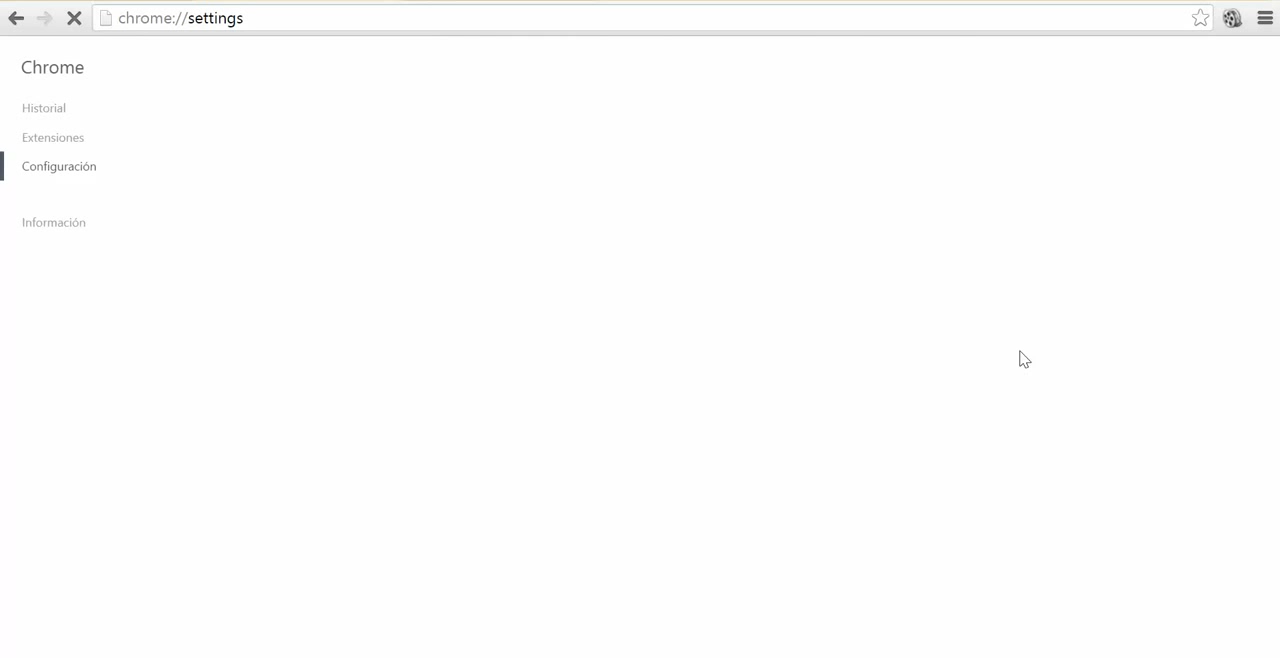 chrome://settings
Chrome
Historial
Extensiones
Configuración
Información